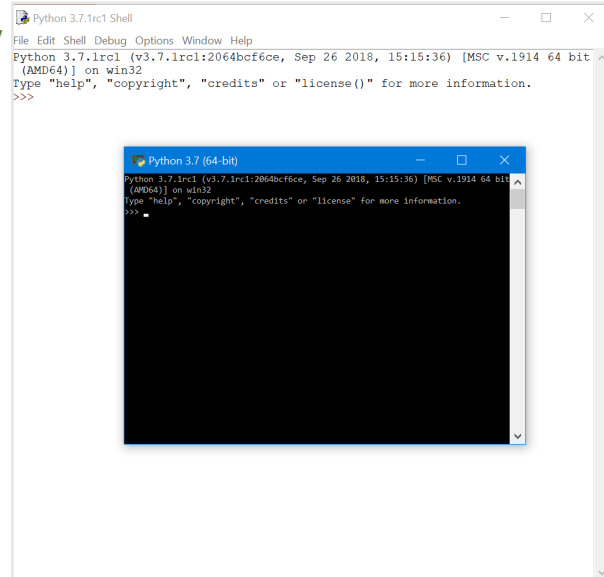 Python 3.7.1rc1 Shell
File Edit Shell Debug Options Window Help
Python 3.7.1rc1 (v3.7.1rc1:2064bcf6ce, Sep 26 2018, 15:15:36) [MSC v.1914 64 bit
(AMD64)] on win32
Type "help", "copyright", "credits" or "license()" for more information.
>>>
Python 3.7 (64-bit)
Python 3.7.1rc1 (v3.7.1rc1:2064bcf6ce, Sep 26 2018, 15:15:36) [MSC v.1914 64 bit
(AMD64)] on win32
Type "help", "copyright", "credits" or "license" for more information.
>>>